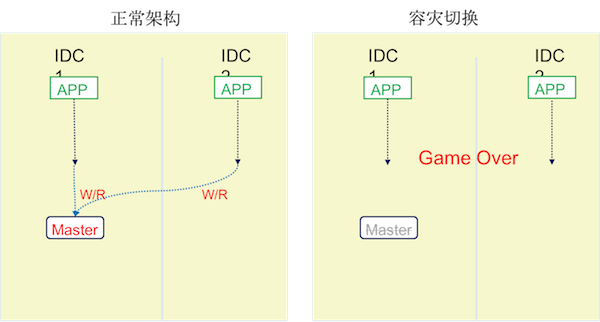 正常架构
容灾切换
IDC
1
IDC
2
APP
APP
W/R
W/R
Master
IDC
1
IDC
2
APP
APP
Game Over
Master